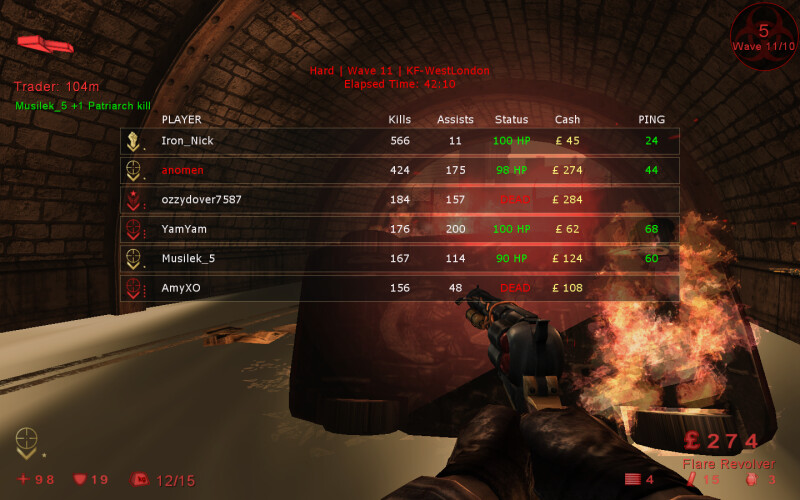 5
Wave 11/10
Hard | Wave 11 | KF-WestLondon
Elapsed Time: 42:10
Trader: 104m
Musilek_5 +1 Patriarch kill
PLAYER Kills Assists Status Cash PING
Iron_Nick 566 11 100 HP £ 45 24
anomen 424 175 98 HP £ 274 44
ozzydover7587 184 157 DEAD £ 284
YamYam 176 200 100 HP £ 62 68
Musilek_5 167 114 90 HP £ 124 60
AmyXO 156 48 DEAD £ 108
£274
Flare Revolver
98 19 12/15 4 15 3